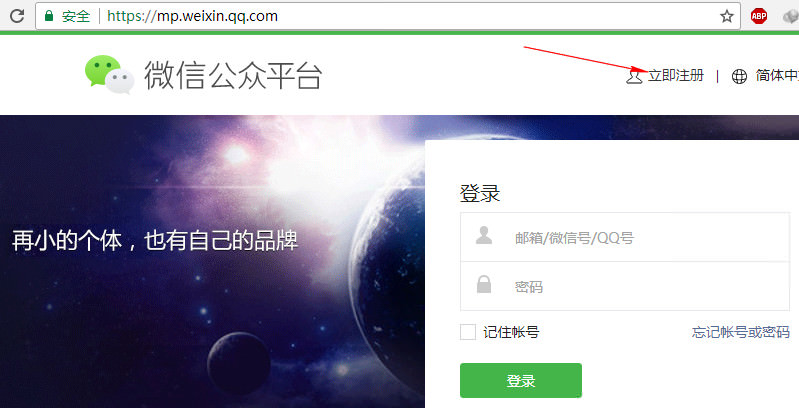 安全 https://mp.weixin.qq.com ABP
微信公众平台
立即注册 | 简体中
登录
再小的个体，也有自己的品牌
邮箱/微信号/QQ号
密码
记住帐号 忘记帐号或密码
登录